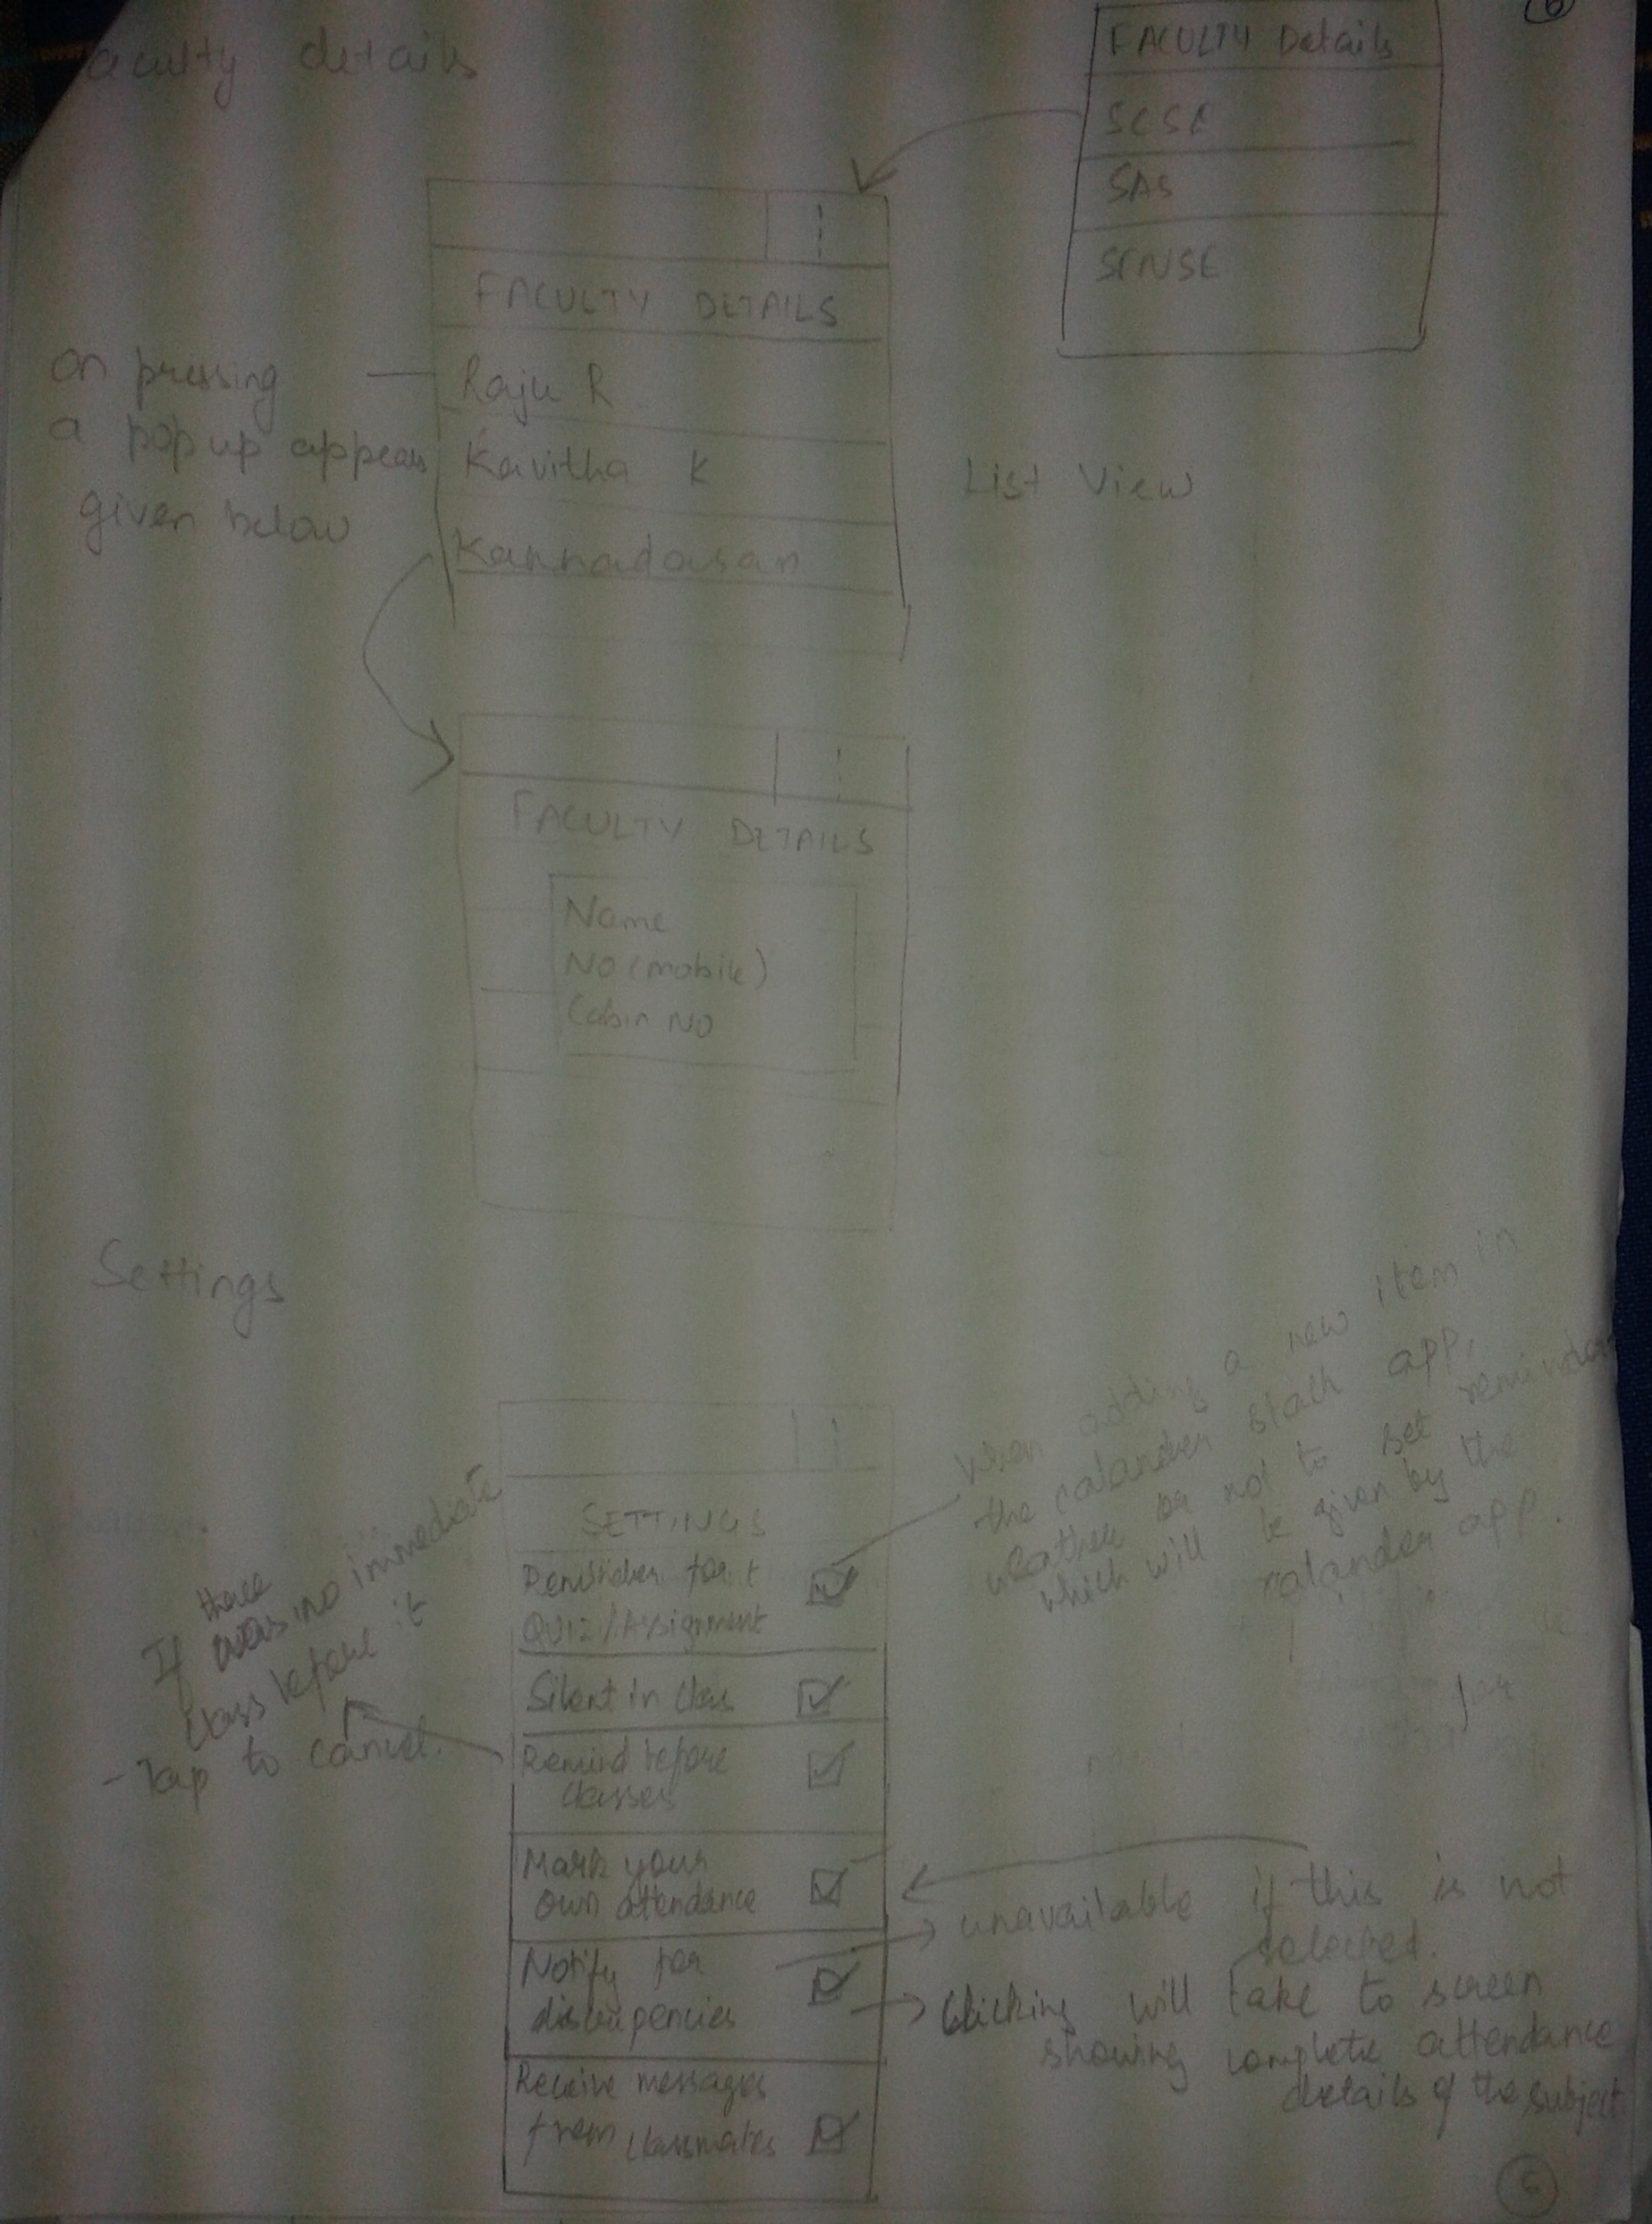 Faculty details
6
FACULTY Details
SCSE
SAS
SENSE
FACULTY DETAILS
Raju R
Kavitha K
Kannadasan
on pressing
a pop up appears
given below
List View
FACULTY DETAILS
Name
NO (mobile)
Cabin NO
Settings
When adding a new item in
the calander stalk app,
weather or not to set reminder
which will be given by the
calander app.
SETTINGS
Reminder for
QUIZ / Assignment
Silent in class
Remind before
classes
Mark your
own attendance
Notify for
Receive messages
from classmates
If there was no immediate
class before it
- Tap to cancel.
unavailable if this is not
selected.
Clicking will take to screen
showing complete attendance
details of the subject
6